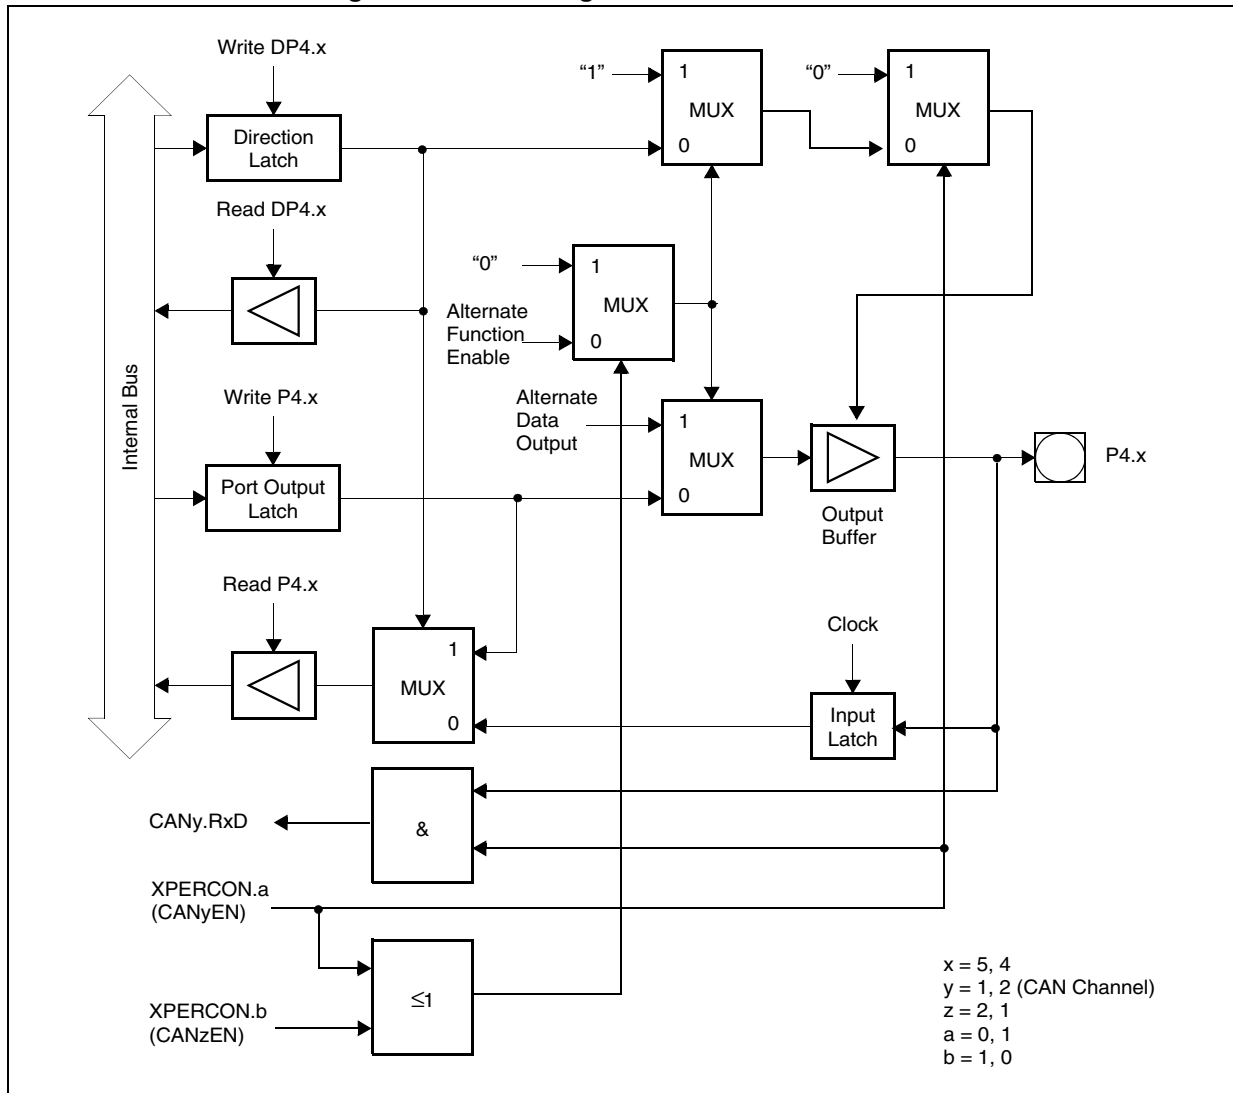 Write DP4.x
“1”
1
MUX
0
“0”
1
MUX
0
Direction
Latch
Read DP4.x
“0”
1
MUX
0
Alternate
Function
Enable
Internal Bus
Write P4.x
Alternate
Data
Output
1
MUX
0
P4.x
Port Output
Latch
Output
Buffer
Read P4.x
Clock
1
MUX
0
Input
Latch
CANy.RxD
&
XPERCON.a
(CANyEN)
≤1
XPERCON.b
(CANzEN)
x = 5, 4
y = 1, 2 (CAN Channel)
z = 2, 1
a = 0, 1
b = 1, 0